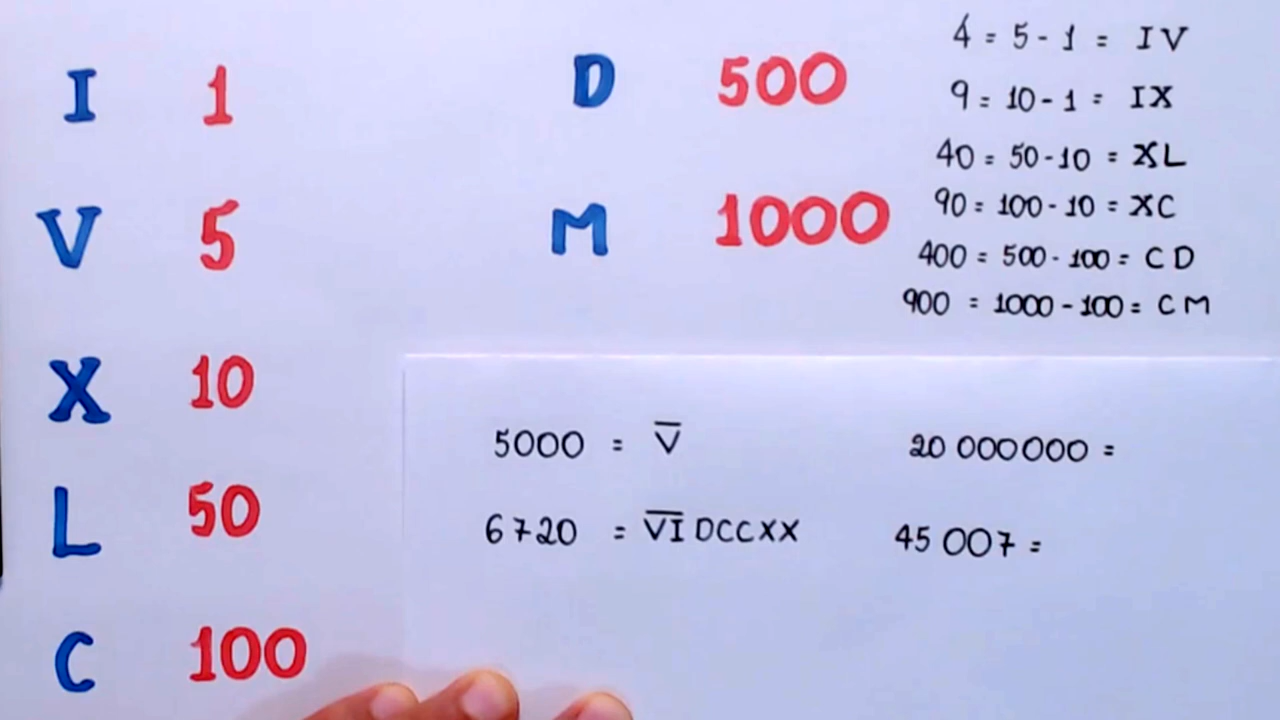 I 1
V 5
X 10
L 50
C 100
D 500
M 1000
4 = 5 - 1 = IV
9 = 10 - 1 = IX
40 = 50 - 10 = XL
90 = 100 - 10 = XC
400 = 500 - 100 = CD
900 = 1000 - 100 = CM
5000 = V̅
6720 = V̅I̅DCCXX
20 000000 =
45 007 =